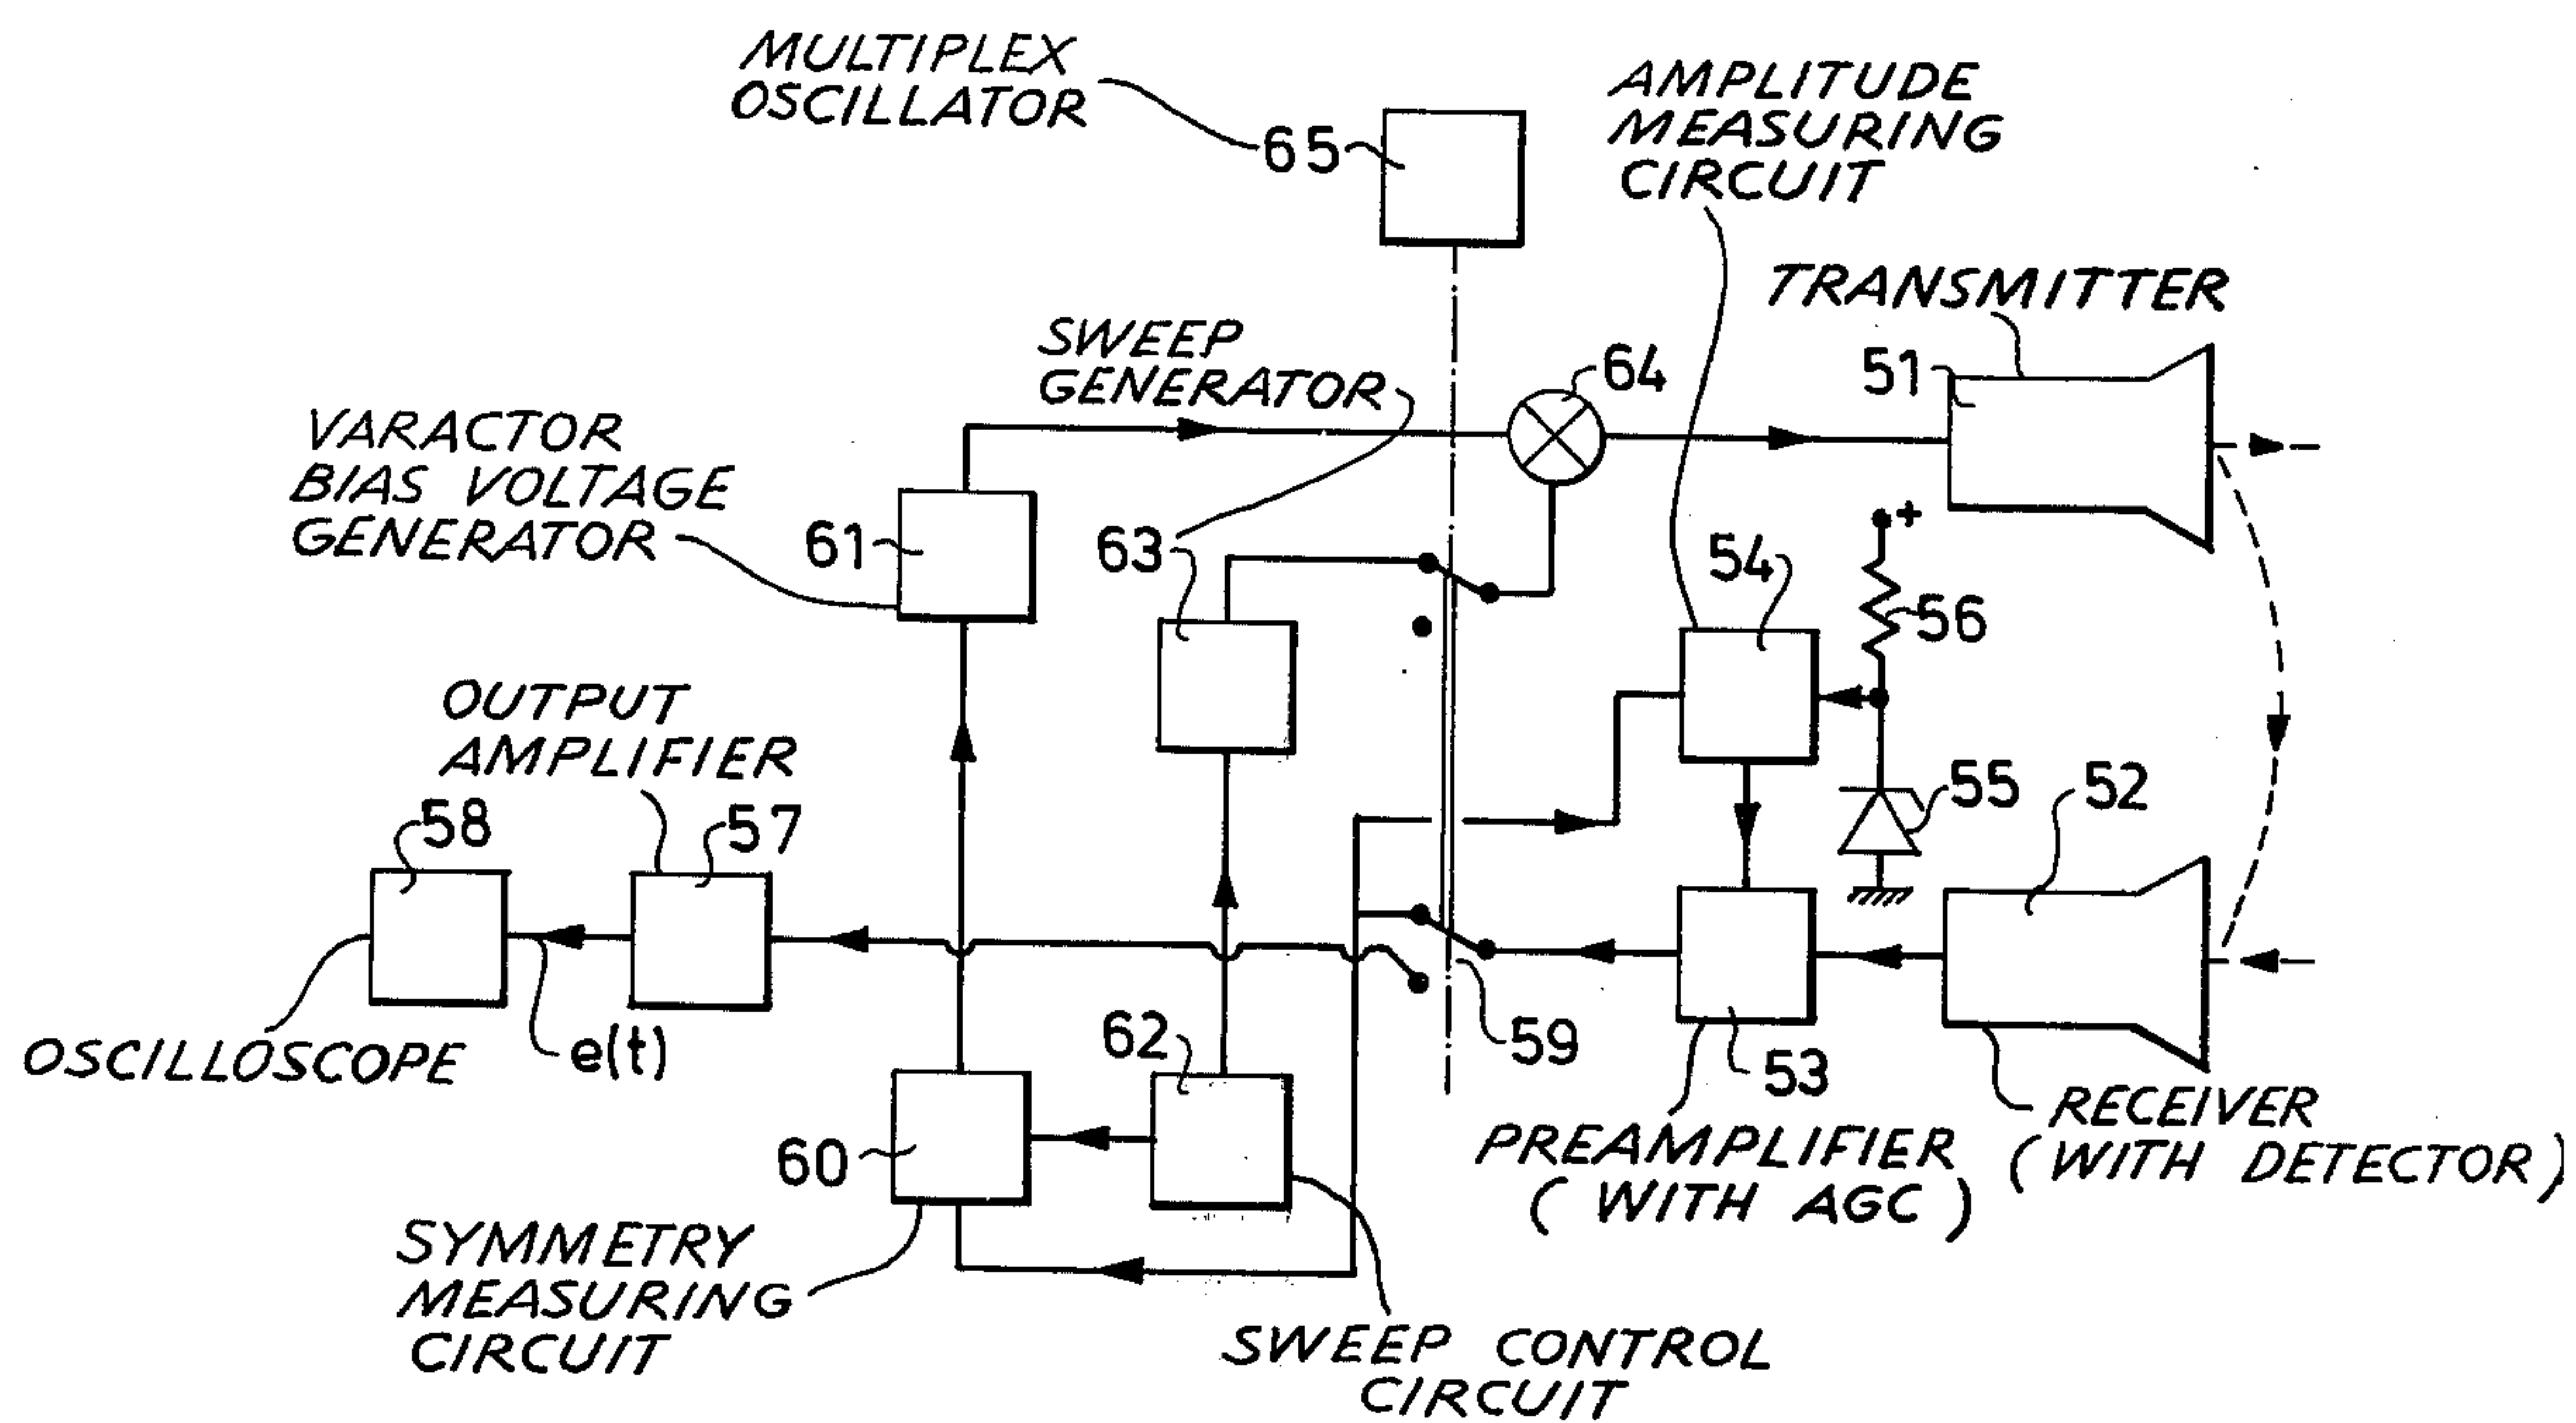 MULTIPLEX
OSCILLATOR
65
AMPLITUDE
MEASURING
CIRCUIT
TRANSMITTER
51
SWEEP
GENERATOR
64
VARACTOR
BIAS VOLTAGE
GENERATOR
61
63
+
54
56
OUTPUT
AMPLIFIER
58
57
55
52
OSCILLOSCOPE
e(t)
62
59
53
60
RECEIVER
(WITH DETECTOR)
PREAMPLIFIER
(WITH AGC)
SYMMETRY
MEASURING
CIRCUIT
SWEEP CONTROL
CIRCUIT